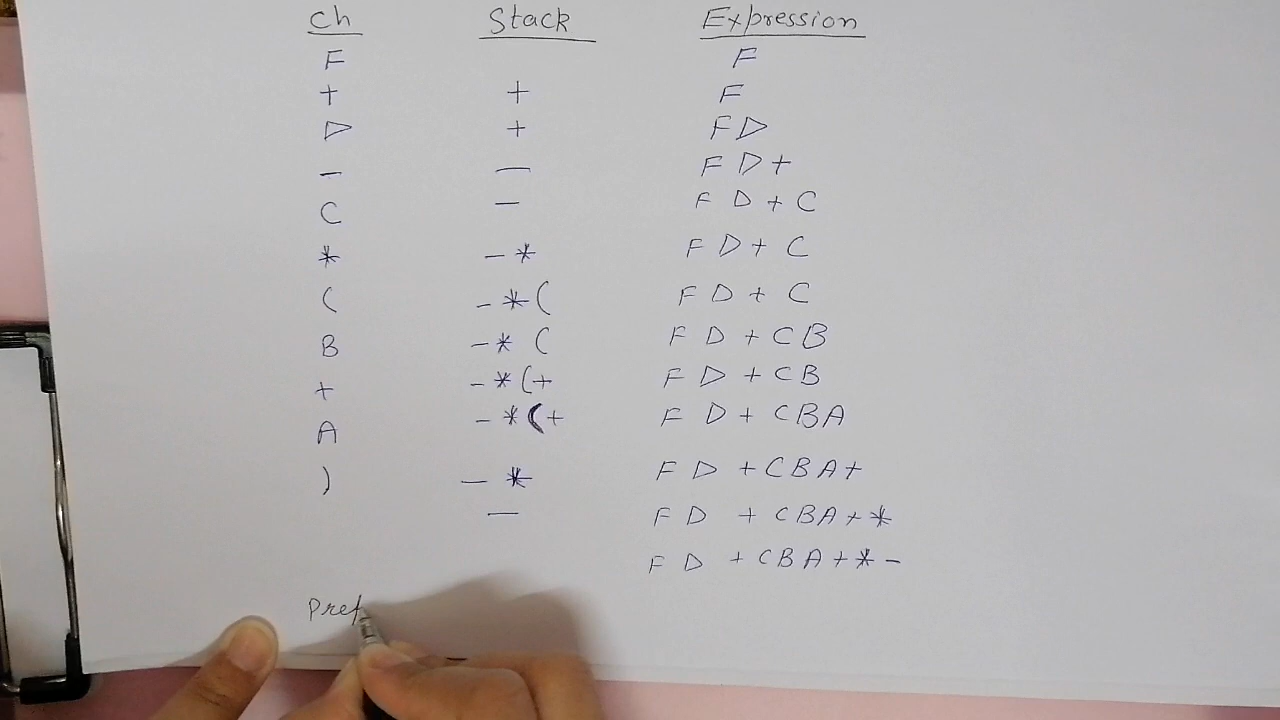 Ch Stack Expression
F F
+ + F
D + FD
- - FD+
C - FD+C
* -* FD+C
( -*( FD+C
B -*( FD+CB
+ -*(+ FD+CB
A -*(+ FD+CBA
) -* FD+CBA+
- FD+CBA+*
FD+CBA+*-
Pref